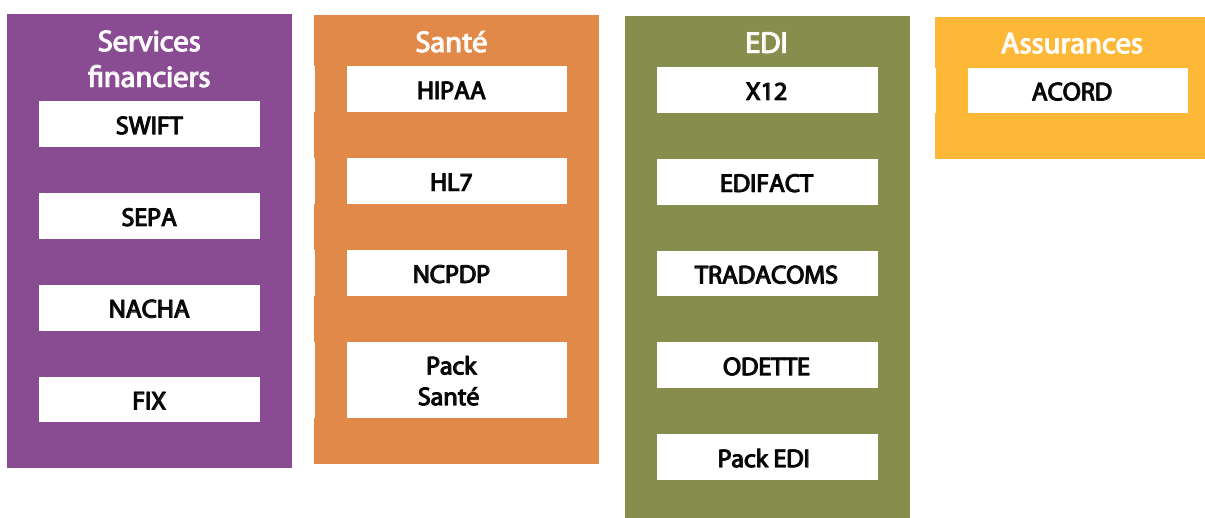 Services
financiers
SWIFT
SEPA
NACHA
FIX
Santé
HIPAA
HL7
NCPDP
Pack
Santé
EDI
X12
EDIFACT
TRADACOMS
ODETTE
Pack EDI
Assurances
ACORD